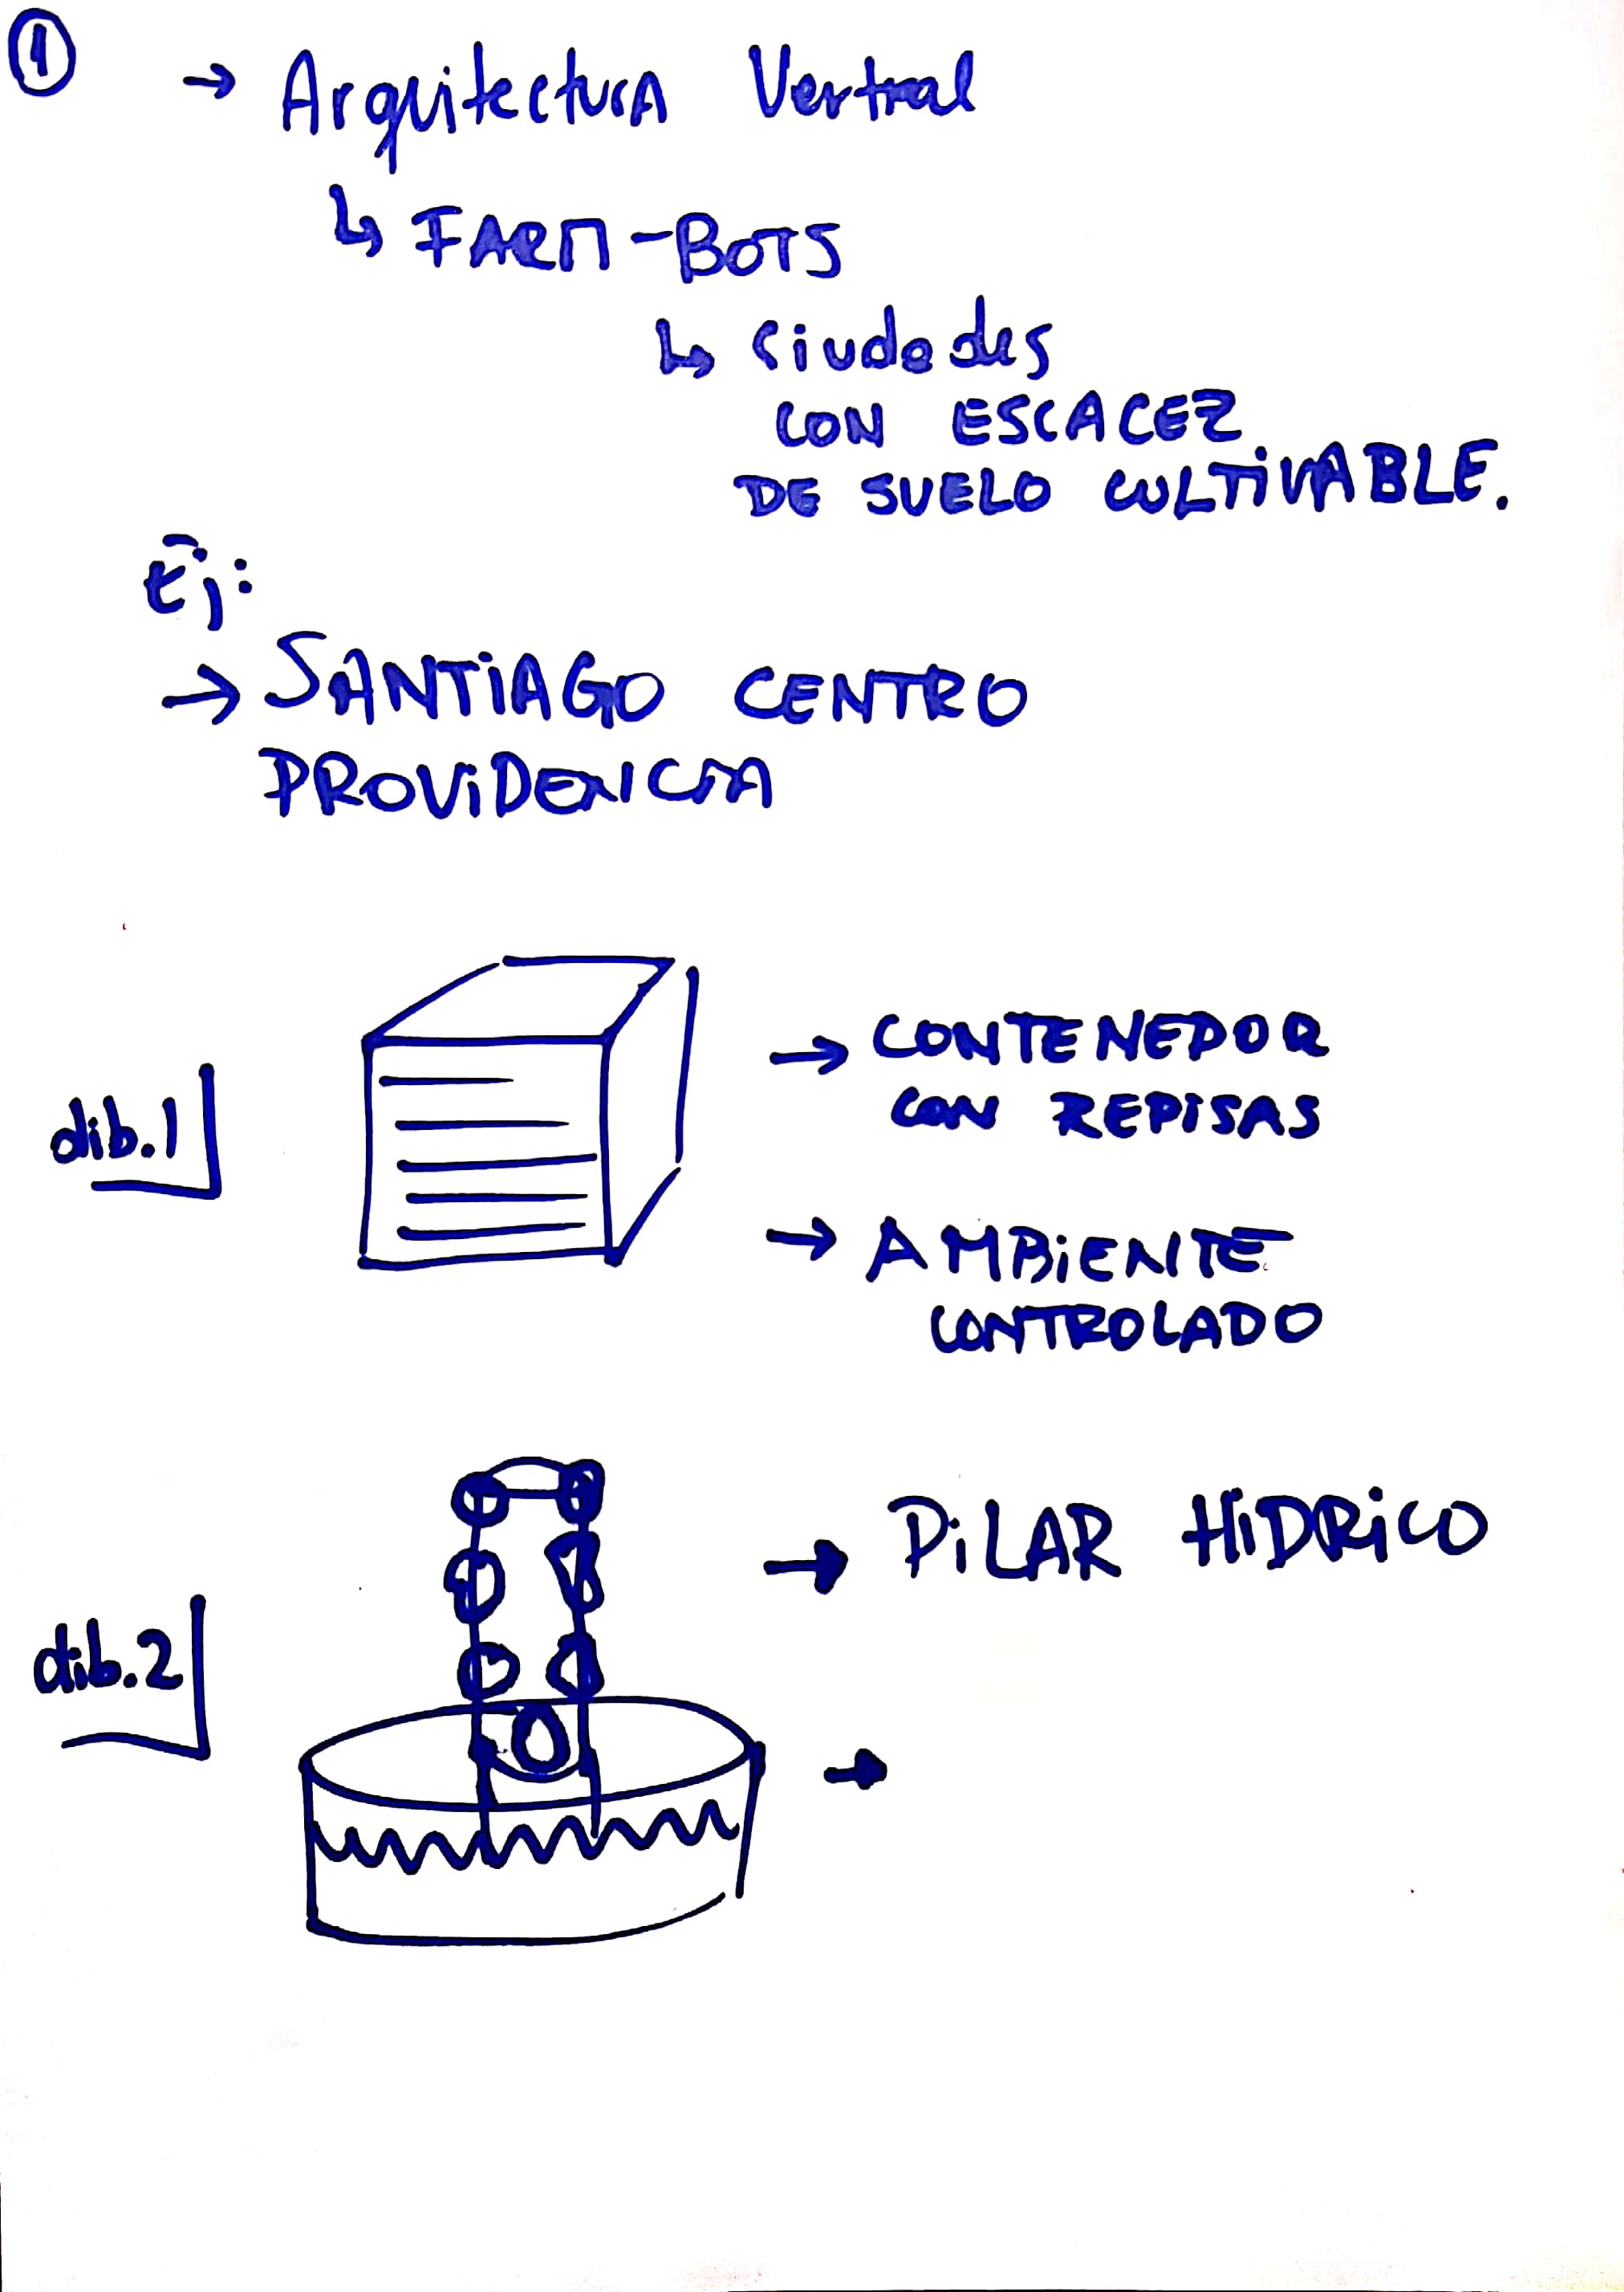 1
→ Arquitectura Vertical
↳ FARM-BOTS
↳ Ciudades
CON ESCACEZ
DE SUELO CULTIVABLE.
Ej:
→ SANTIAGO CENTRO
PROVIDENCIA
dib.1
→ CONTENEDOR
CON REPISAS
→ AMBIENTE
CONTROLADO
dib.2
→ PILAR HIDRICO
→